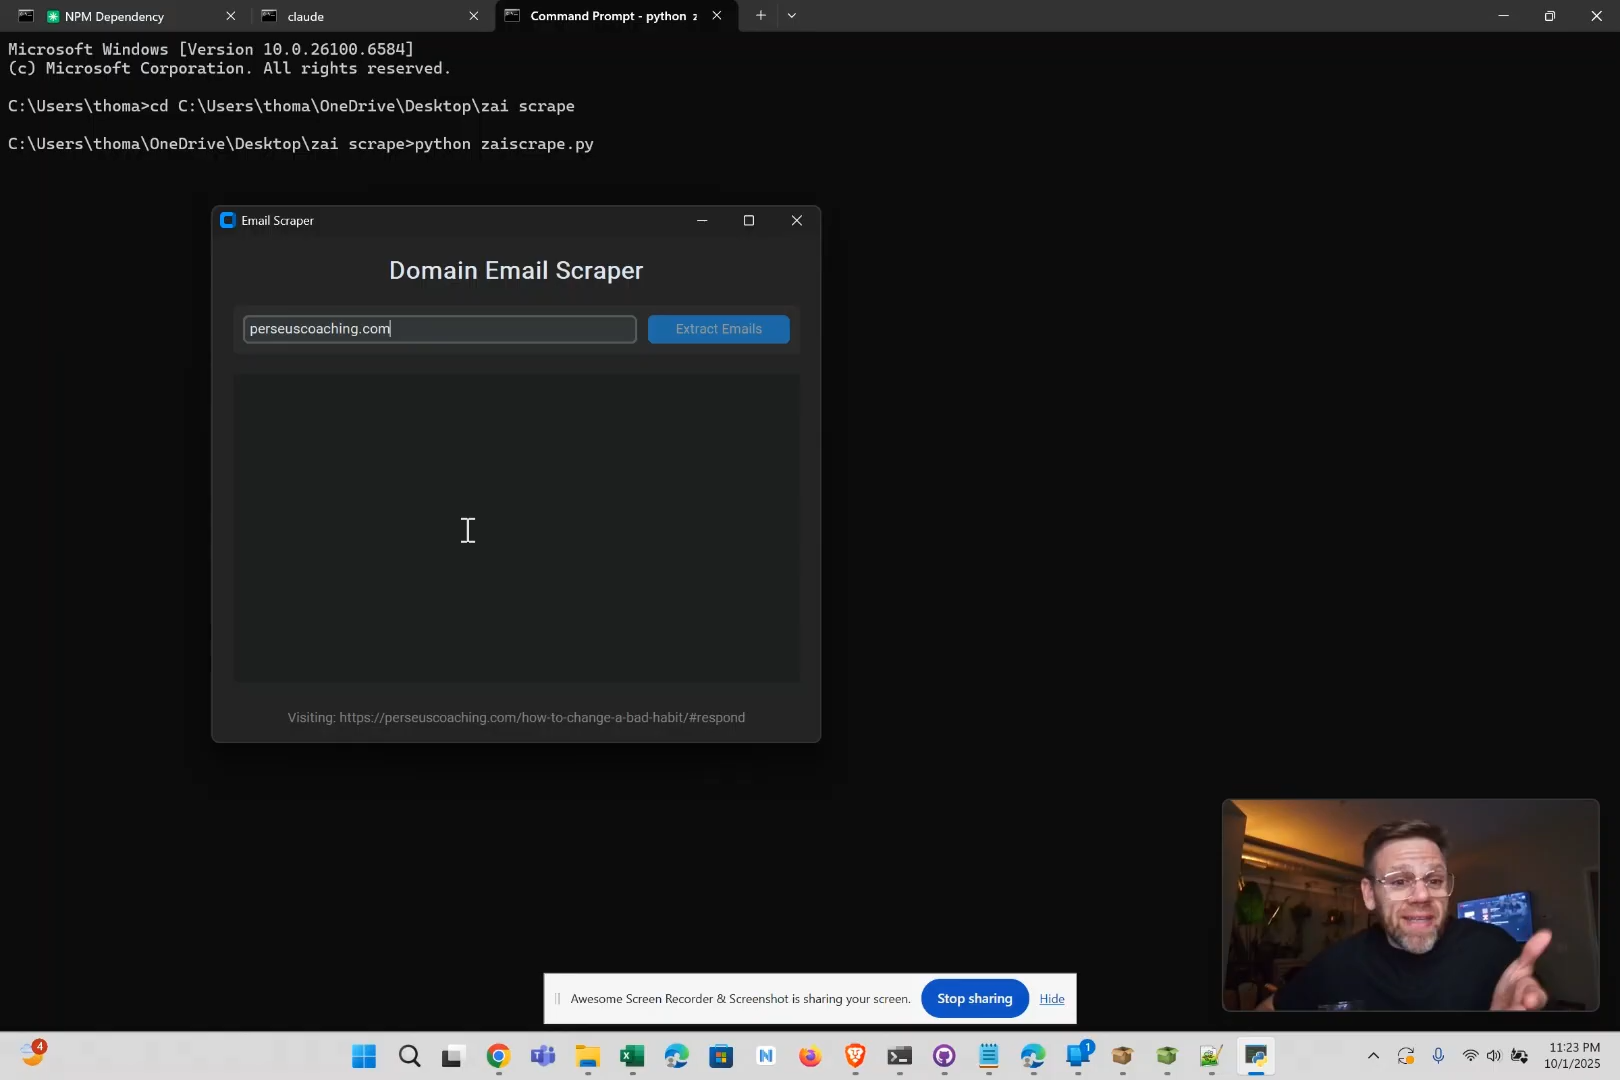 NPM Dependency
claude
Command Prompt - python z
Microsoft Windows [Version 10.0.26100.6584]
(c) Microsoft Corporation. All rights reserved.
C:\Users\thoma>cd C:\Users\thoma\OneDrive\Desktop\zai scrape
C:\Users\thoma\OneDrive\Desktop\zai scrape>python zaiscrape.py
Email Scraper
Domain Email Scraper
perseuscoaching.com
Extract Emails
Visiting: https://perseuscoaching.com/how-to-change-a-bad-habit/#respond
Awesome Screen Recorder & Screenshot is sharing your screen.
Stop sharing
Hide
4
1
11:23 PM
10/1/2025